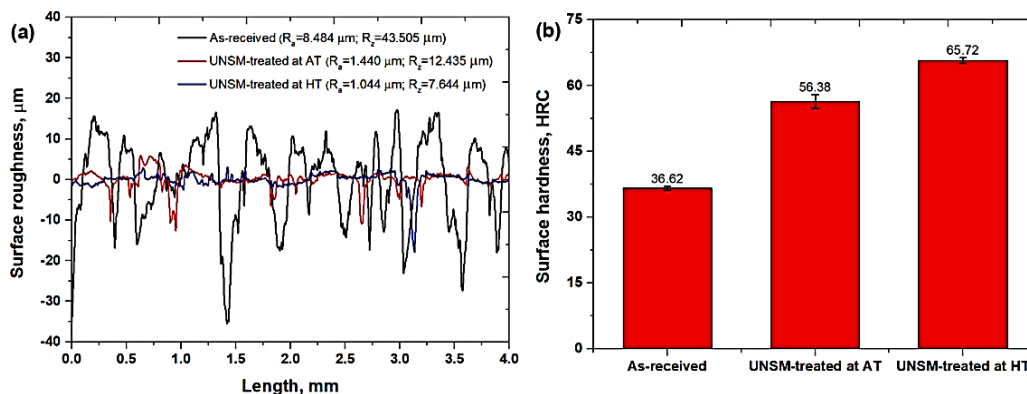 (a)
As-received (Ra=8.484 µm; Rz=43.505 µm)
UNSM-treated at AT (Ra=1.440 µm; Rz=12.435 µm)
UNSM-treated at HT (Ra=1.044 µm; Rz=7.644 µm)
Surface roughness, µm
40
30
20
10
0
-10
-20
-30
-40
0.0 0.5 1.0 1.5 2.0 2.5 3.0 3.5 4.0
Length, mm
(b)
Surface hardness, HRC
75
60
45
30
15
0
36.62
56.38
65.72
As-received UNSM-treated at AT UNSM-treated at HT